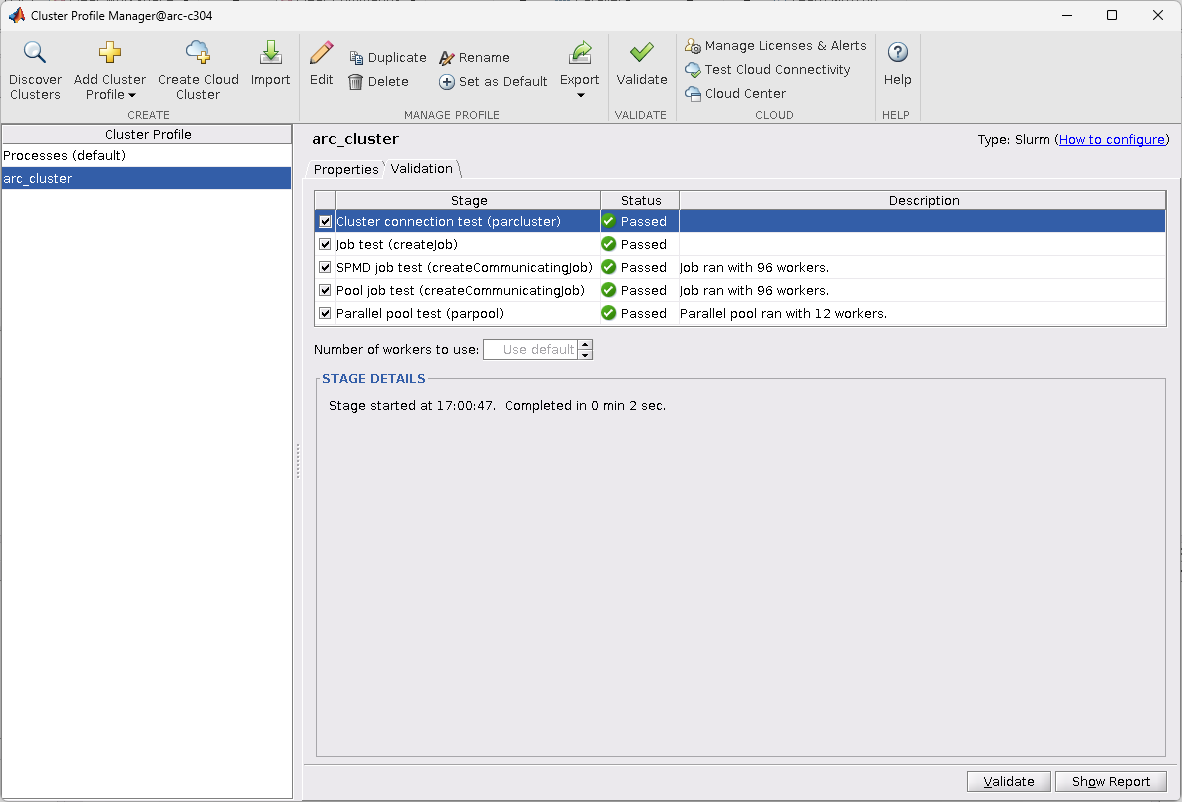 Cluster Profile Manager@arc-c304
Discover Clusters
Add Cluster Profile
Create Cloud Cluster
Import
CREATE
Edit
Duplicate
Delete
Rename
Set as Default
Export
MANAGE PROFILE
Validate
VALIDATE
Manage Licenses & Alerts
Test Cloud Connectivity
Cloud Center
CLOUD
Help
HELP
Cluster Profile
Processes (default)
arc_cluster
arc_cluster
Type: Slurm (How to configure)
Properties Validation
Stage Status Description
Cluster connection test (parcluster) Passed
Job test (createJob) Passed
SPMD job test (createCommunicatingJob) Passed Job ran with 96 workers.
Pool job test (createCommunicatingJob) Passed Job ran with 96 workers.
Parallel pool test (parpool) Passed Parallel pool ran with 12 workers.
Number of workers to use: Use default
STAGE DETAILS
Stage started at 17:00:47. Completed in 0 min 2 sec.
Validate Show Report